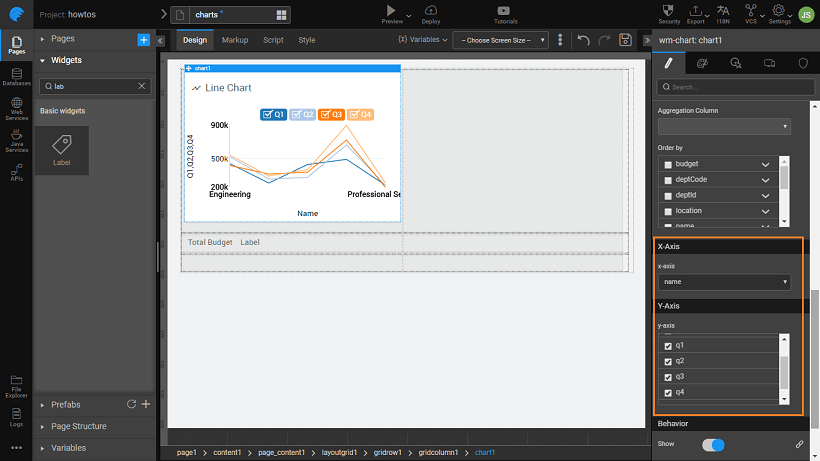 Project: howtos
charts *
Preview
Deploy
Tutorials
Security
Export
I18N
VCS
Settings
JS
Pages
Databases
Web Services
Java Services
APIs
File Explorer
Logs
Pages
Widgets
lab
Basic widgets
Label
Prefabs
Page Structure
Variables
Design
Markup
Script
Style
(x) Variables
-- Choose Screen Size --
chart1
Line Chart
Q1
Q2
Q3
Q4
900k
500k
200k
Q1,Q2,Q3,Q4
Engineering
Professional Se
Name
Total Budget
Label
page1
content1
page_content1
layoutgrid1
gridrow1
gridcolumn1
chart1
wm-chart: chart1
Search...
Aggregation Column
Order by
budget
deptCode
deptId
location
name
X-Axis
x-axis
name
Y-Axis
y-axis
q1
q2
q3
q4
Behavior
Show